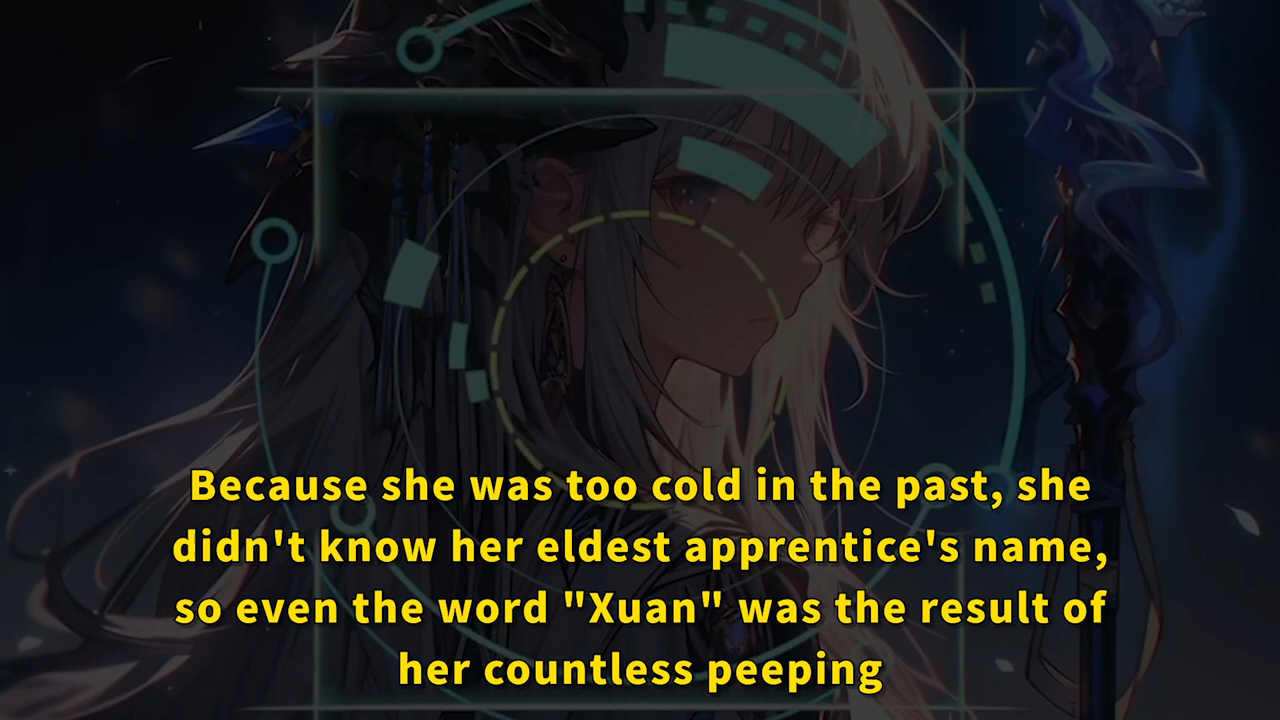 Because she was too cold in the past, she
didn't know her eldest apprentice's name,
so even the word "Xuan" was the result of
her countless peeping